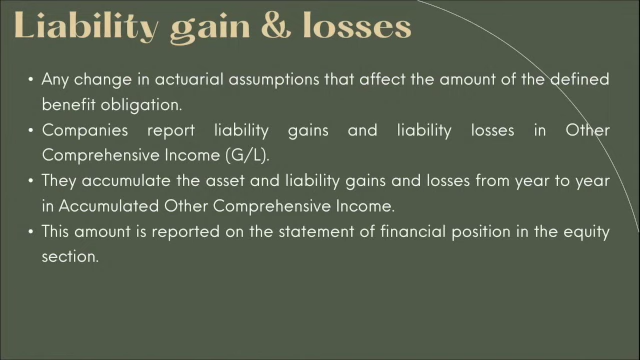 Liability gain & losses
• Any change in actuarial assumptions that affect the amount of the defined
benefit obligation.
• Companies report liability gains and liability losses in Other
Comprehensive Income (G/L).
• They accumulate the asset and liability gains and losses from year to year
in Accumulated Other Comprehensive Income.
• This amount is reported on the statement of financial position in the equity
section.